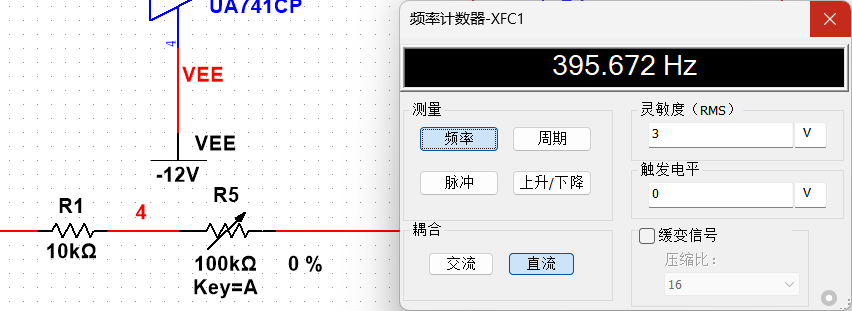 UA741CP
4
VEE
VEE
-12V
R1
4
R5
10kΩ
100kΩ
0 %
Key=A
频率计数器-XFC1
395.672 Hz
测量
频率
周期
脉冲
上升/下降
耦合
交流
直流
灵敏度（RMS）
3
V
触发电平
0
V
缓变信号
压缩比：
16